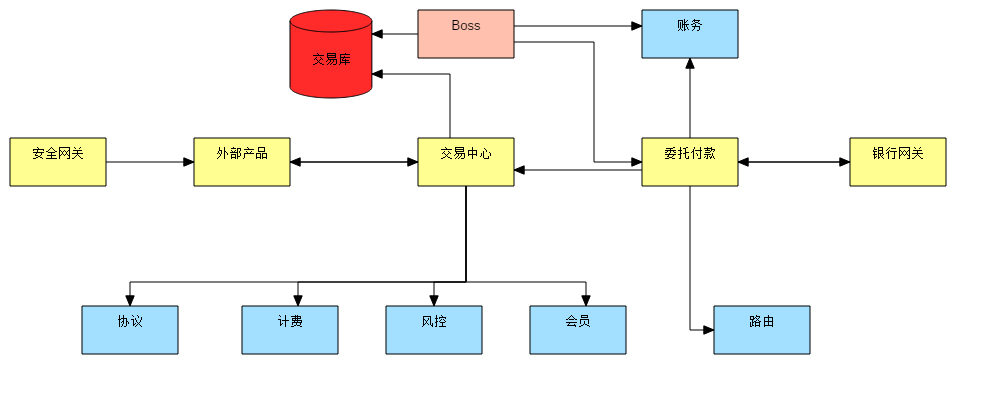 Boss
账务
交易库
安全网关
外部产品
交易中心
委托付款
银行网关
协议
计费
风控
会员
路由